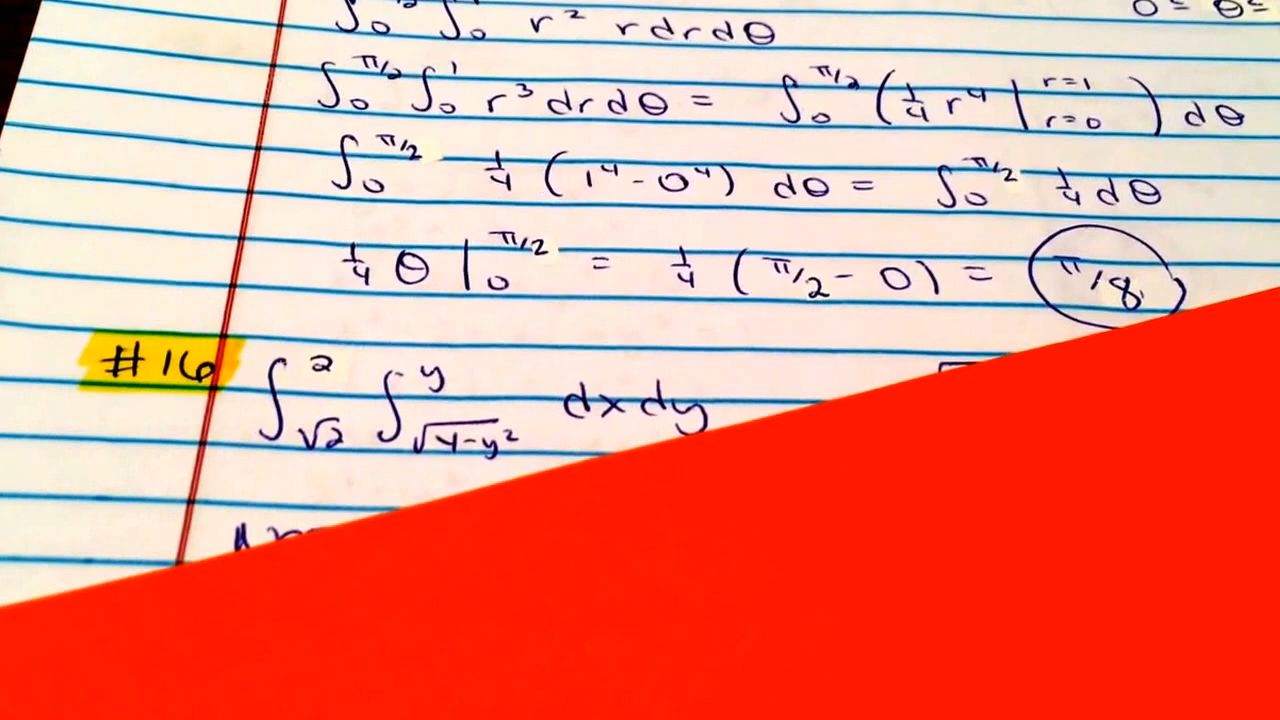 ∫₀ ∫₀ r² r dr dθ 0 ≤ θ ≤
∫₀^(π/2) ∫₀^1 r³ dr dθ = ∫₀^(π/2) (1/4 r⁴ | r=1 r=0) dθ
∫₀^(π/2) 1/4 (1⁴ - 0⁴) dθ = ∫₀^(π/2) 1/4 dθ
1/4 θ |₀^(π/2) = 1/4 (π/2 - 0) = π/8
#16 ∫_(√2)^2 ∫_(√(4-y²))^y dx dy